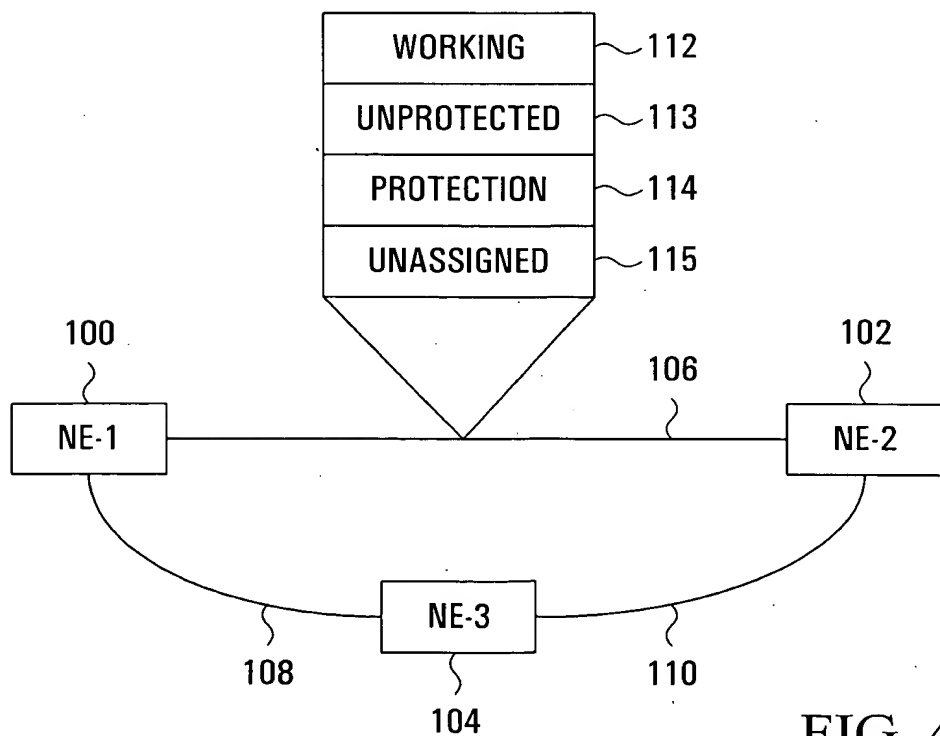 WORKING
112
UNPROTECTED
113
PROTECTION
114
UNASSIGNED
115
100
102
106
NE-1
NE-2
NE-3
108
110
104
FIG.